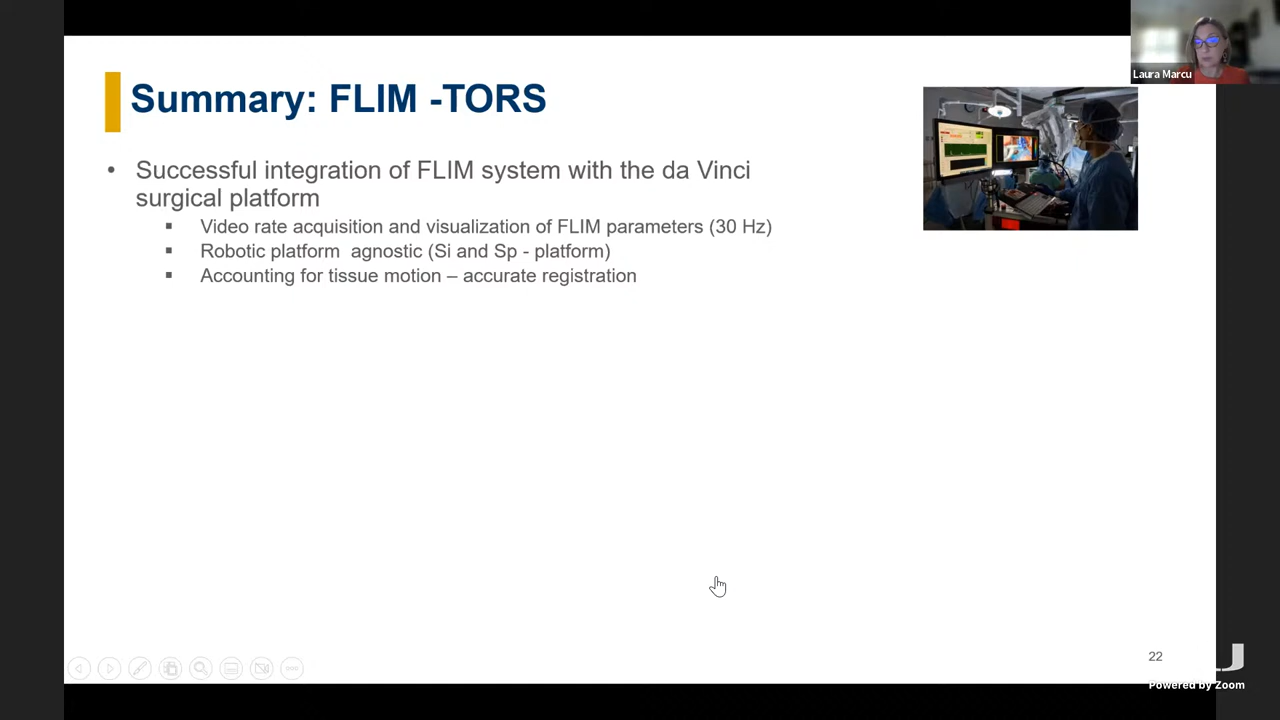 Laura Marcu
Summary: FLIM -TORS
• Successful integration of FLIM system with the da Vinci
surgical platform
▪ Video rate acquisition and visualization of FLIM parameters (30 Hz)
▪ Robotic platform  agnostic (Si and Sp - platform)
▪ Accounting for tissue motion – accurate registration
22
Powered by Zoom